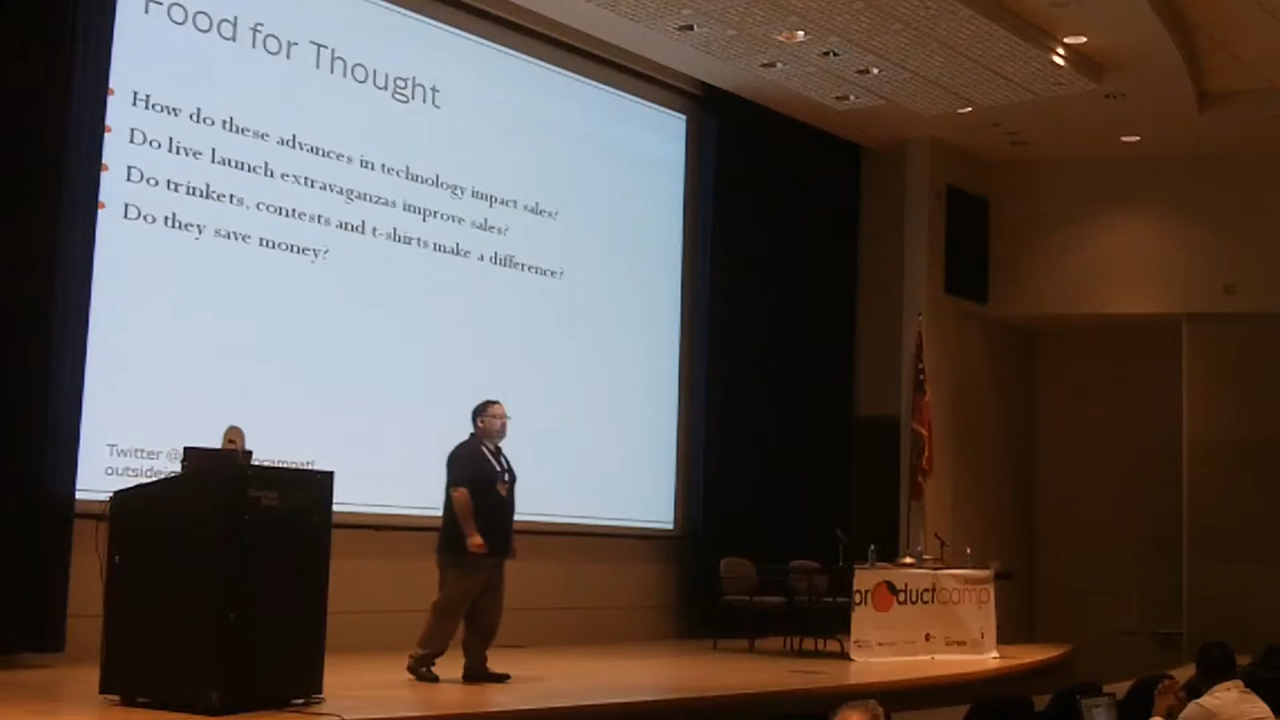 Food for Thought
How do these advances in technology impact sales?
Do live launch extravaganzas improve sales?
Do trinkets, contests and t-shirts make a difference?
Do they save money?
Twitter @
productcamp